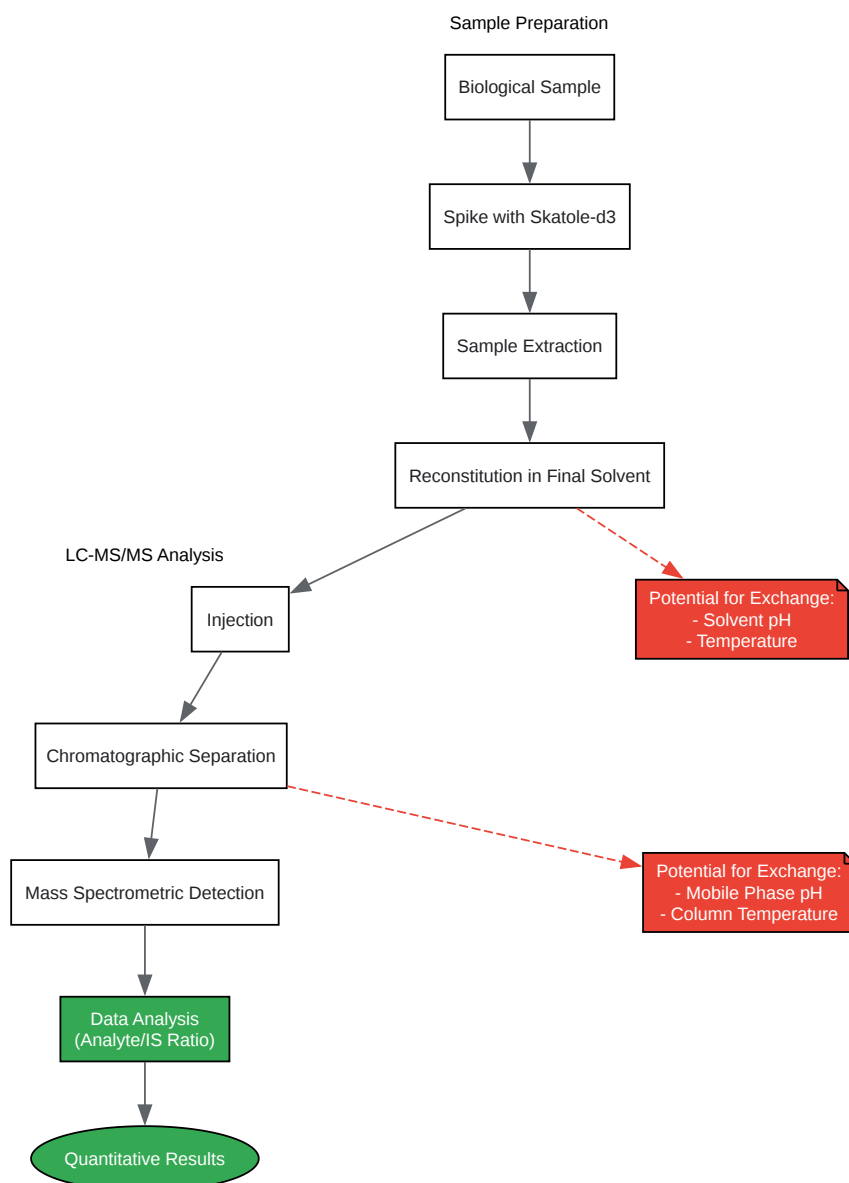 Sample Preparation
Biological Sample
Spike with Skatole-d3
Sample Extraction
Reconstitution in Final Solvent
LC-MS/MS Analysis
Injection
Potential for Exchange:
- Solvent pH
- Temperature
Chromatographic Separation
Mass Spectrometric Detection
Potential for Exchange:
- Mobile Phase pH
- Column Temperature
Data Analysis
(Analyte/IS Ratio)
Quantitative Results